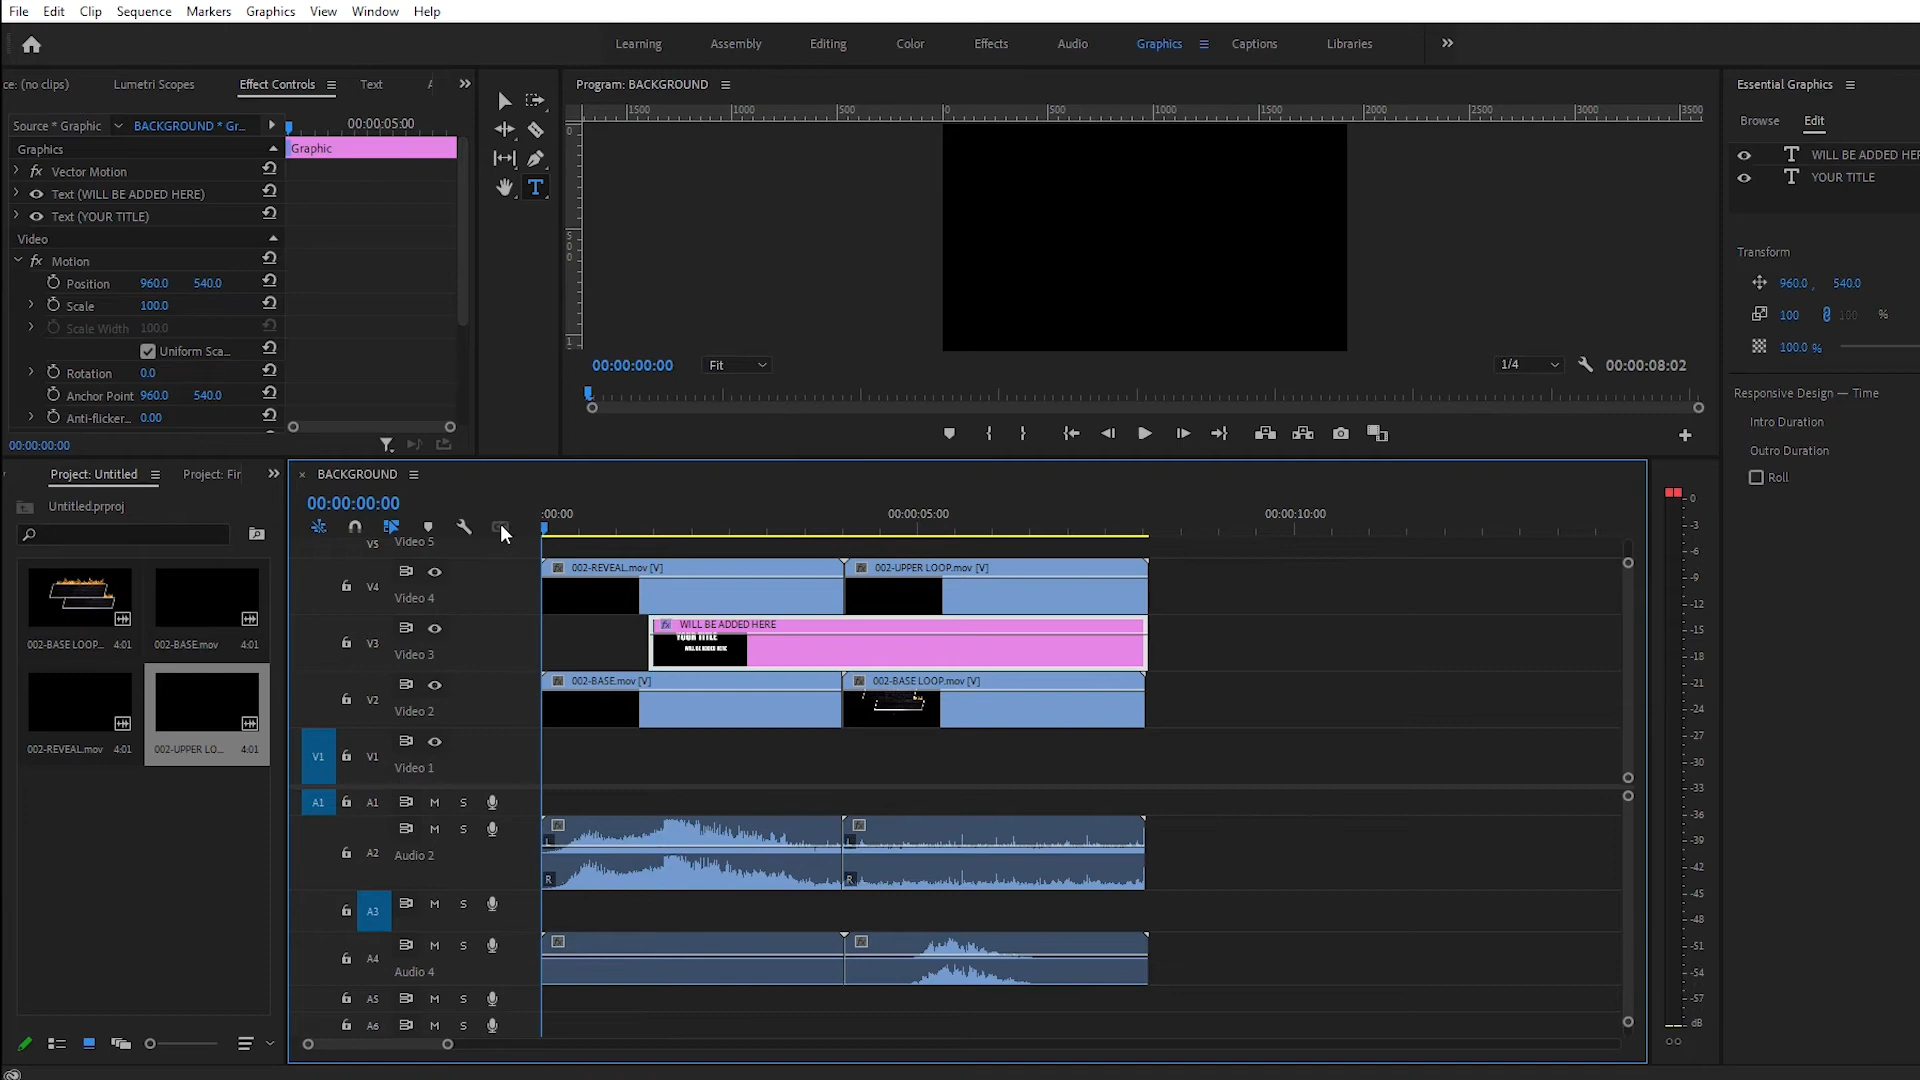 File Edit Clip Sequence Markers Graphics View Window Help
Learning Assembly Editing Color Effects Audio Graphics Captions Libraries
ce: (no clips) Lumetri Scopes Effect Controls Text
Source * Graphic BACKGROUND * Gr... 00:00:05:00
Graphics Graphic
fx Vector Motion
Text (WILL BE ADDED HERE)
Text (YOUR TITLE)
Video
fx Motion
Position 960.0 540.0
Scale 100.0
Scale Width 100.0
Uniform Sca...
Rotation 0.0
Anchor Point 960.0 540.0
Anti-flicker... 0.00
00:00:00:00
Program: BACKGROUND
1500 1000 500 0 500 1000 1500 2000 2500 3000 3500
0
500
1
00:00:00:00 Fit 1/4 00:00:08:02
Essential Graphics
Browse Edit
T WILL BE ADDED HER
T YOUR TITLE
Transform
960.0 , 540.0
100 100 %
100.0 %
Responsive Design — Time
Intro Duration
Outro Duration
Roll
Project: Untitled Project: Fir
Untitled.prproj
002-BASE LOOP... 4:01 002-BASE.mov 4:01
002-REVEAL.mov 4:01 002-UPPER LO... 4:01
BACKGROUND
00:00:00:00
:00:00 00:00:05:00 00:00:10:00
V5 Video 5
002-REVEAL.mov [V] 002-UPPER LOOP.mov [V]
V4
Video 4
WILL BE ADDED HERE
YOUR TITLE
WILL BE ADDED HERE
V3
Video 3
002-BASE.mov [V] 002-BASE LOOP.mov [V]
V2
Video 2
V1 V1
Video 1
A1 A1 M S
M S
A2 Audio 2
L L
R R
A3 M S
M S
A4
Audio 4
A5 M S
A6 M S
0
-3
-6
-9
-12
-15
-18
-21
-24
-27
-30
-33
-36
-39
-42
-45
-48
-51
-54
-57
dB